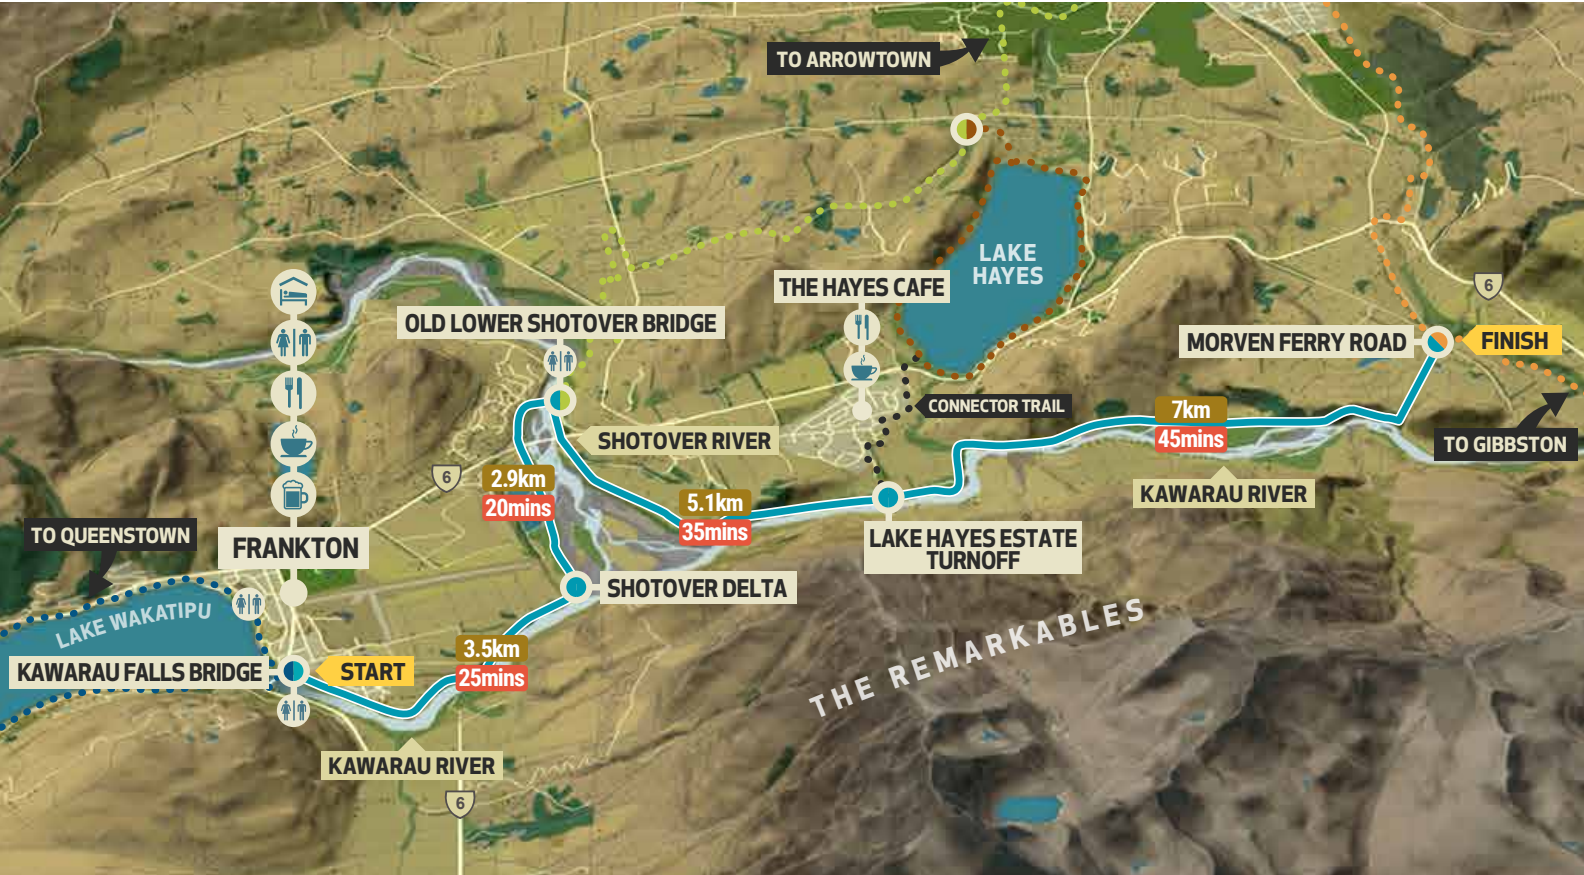 TO ARROWTOWN
LAKE
HAYES
THE HAYES CAFE
6
OLD LOWER SHOTOVER BRIDGE
MORVEN FERRY ROAD
FINISH
CONNECTOR TRAIL
7km
45mins
TO GIBBSTON
SHOTOVER RIVER
6
2.9km
20mins
KAWARAU RIVER
5.1km
35mins
TO QUEENSTOWN
FRANKTON
LAKE HAYES ESTATE
TURNOFF
SHOTOVER DELTA
LAKE WAKATIPU
THE REMARKABLES
3.5km
25mins
KAWARAU FALLS BRIDGE
START
KAWARAU RIVER
6